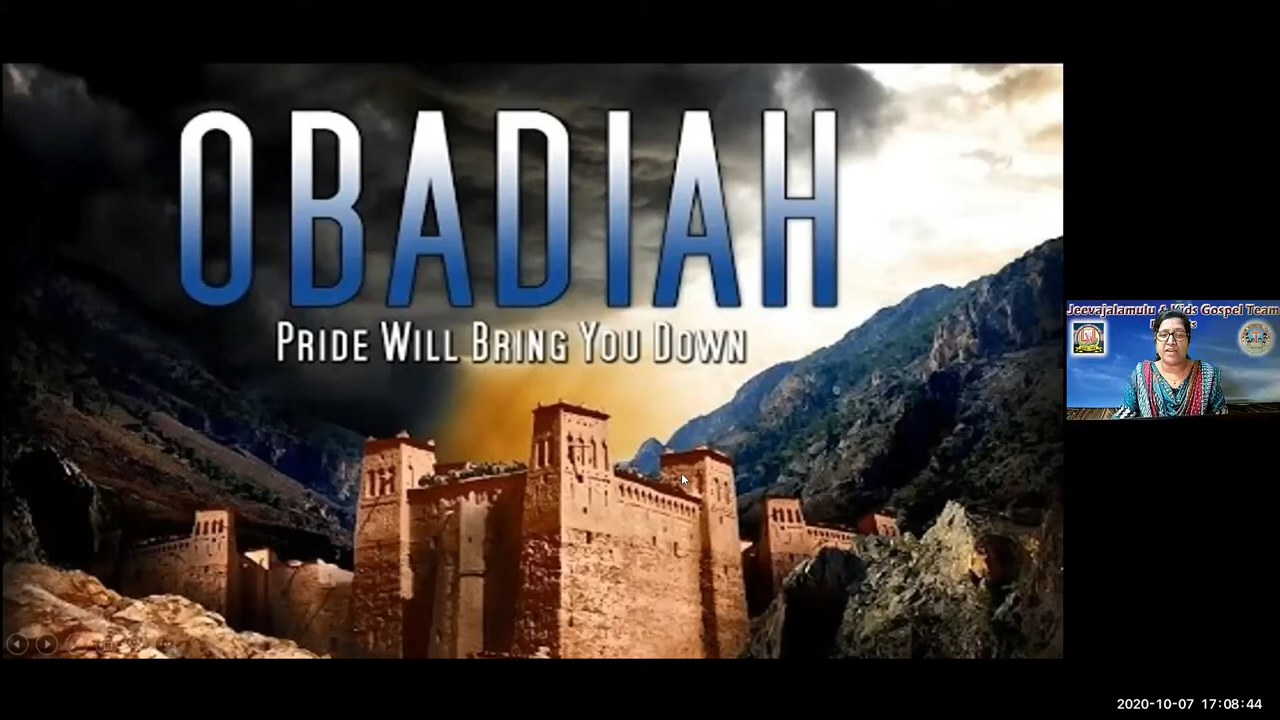 OBADIAH
PRIDE WILL BRING YOU DOWN
Jeevajalamulu & Kids Gospel Team
2020-10-07 17:08:44